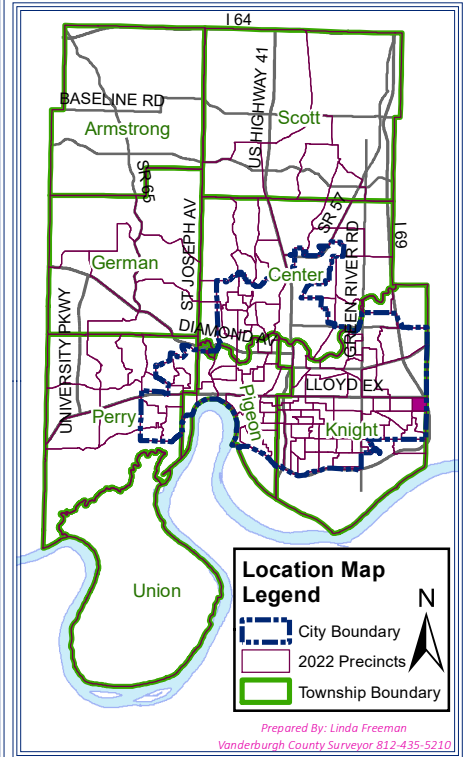 I 64
BASELINE RD
Armstrong
Scott
US HIGHWAY 41
SR 65
ST JOSEPH AV
SR 57
I 69
German
Center
GREEN RIVER RD
UNIVERSITY PKWY
DIAMOND AV
LLOYD EX
Perry
Pigeon
Knight
Union
Location Map
Legend
N
City Boundary
2022 Precincts
Township Boundary
Prepared By: Linda Freeman
Vanderburgh County Surveyor 812-435-5210